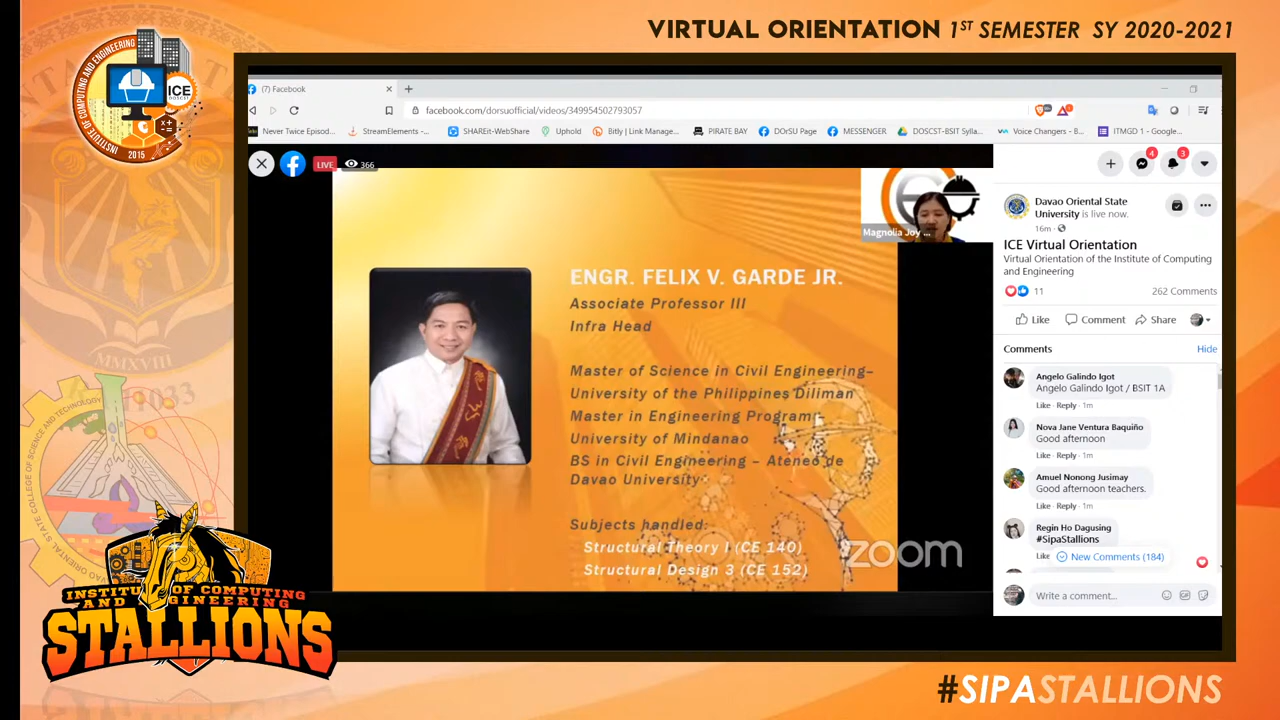 VIRTUAL ORIENTATION 1ST SEMESTER SY 2020-2021
INSTITUTE OF COMPUTING AND ENGINEERING
ICE
2015
(7) Facebook
facebook.com/dorsuofficial/videos/349954502793057
Never Twice Episod...
StreamElements -...
SHAREit-WebShare
Uphold
Bitly | Link Manage...
PIRATE BAY
DOrSU Page
MESSENGER
DOSCST-BSIT Sylla...
Voice Changers - B...
ITMGD 1 - Google...
LIVE
366
4
3
Magnolia Joy ...
ENGR. FELIX V. GARDE JR.
Associate Professor III
Infra Head
Master of Science in Civil Engineering–
University of the Philippines Diliman
Master in Engineering Program–
University of Mindanao
BS in Civil Engineering – Ateneo de
Davao University
Subjects handled:
Structural Theory I (CE 140)
Structural Design 3 (CE 152)
zoom
Davao Oriental State
University is live now.
16m
ICE Virtual Orientation
Virtual Orientation of the Institute of Computing
and Engineering
11
262 Comments
Like
Comment
Share
Comments
Hide
Angelo Galindo Igot
Angelo Galindo Igot / BSIT 1A
Like · Reply · 1m
Nova Jane Ventura Baquiño
Good afternoon
Like · Reply · 1m
Amuel Nonong Jusimay
Good afternoon teachers.
Like · Reply · 1m
Regin Ho Dagusing
#SipaStallions
Like
New Comments (184)
Write a comment...
GIF
MMXVIII
INSTITUTE OF COMPUTING
AND ENGINEERING
STALLIONS
#SIPASTALLIONS